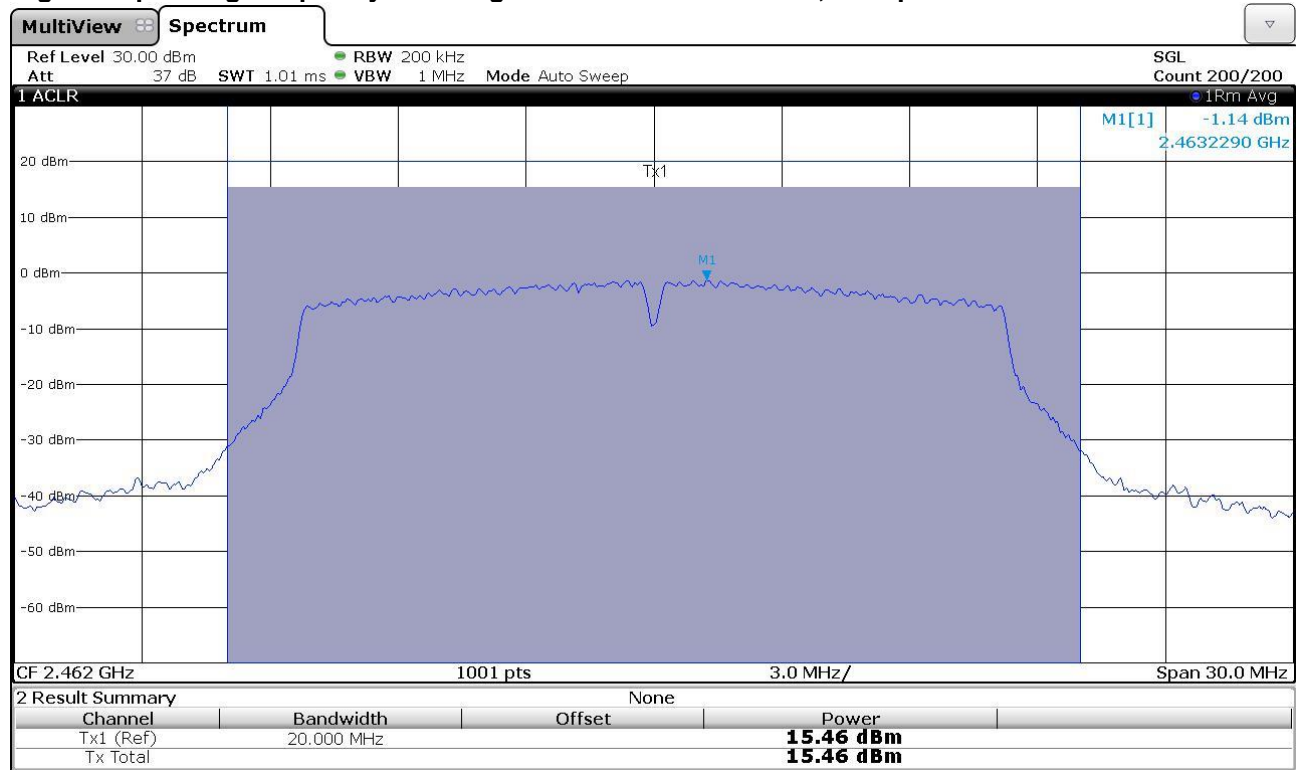 MultiView Spectrum
Ref Level 30.00 dBm RBW 200 kHz SGL
Att 37 dB SWT 1.01 ms VBW 1 MHz Mode Auto Sweep Count 200/200
1 ACLR 1Rm Avg
M1[1] -1.14 dBm
2.4632290 GHz
20 dBm
Tx1
10 dBm
M1
0 dBm
-10 dBm
-20 dBm
-30 dBm
-40 dBm
-50 dBm
-60 dBm
CF 2.462 GHz 1001 pts 3.0 MHz/ Span 30.0 MHz
2 Result Summary None
Channel Bandwidth Offset Power
Tx1 (Ref) 20.000 MHz 15.46 dBm
Tx Total 15.46 dBm